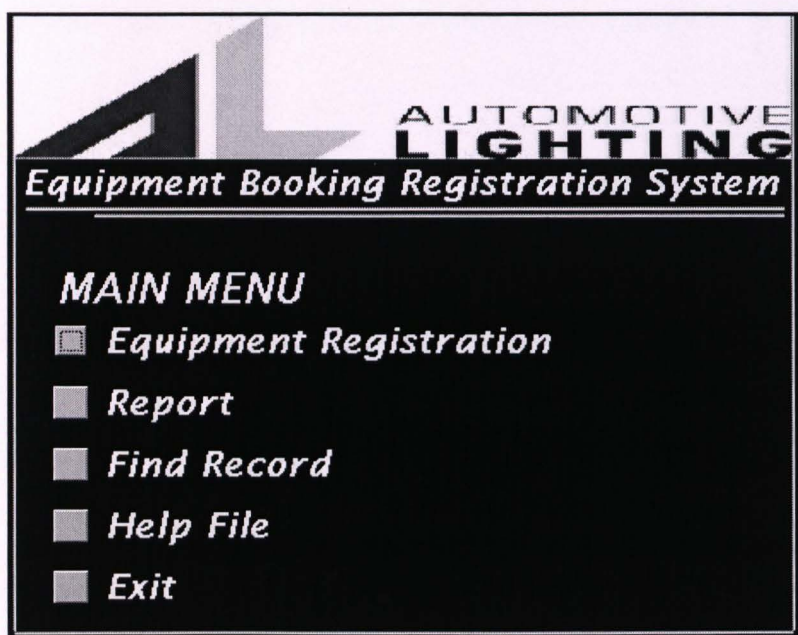 AUTOMOTIVE
LIGHTING
Equipment Booking Registration System
MAIN MENU
Equipment Registration
Report
Find Record
Help File
Exit